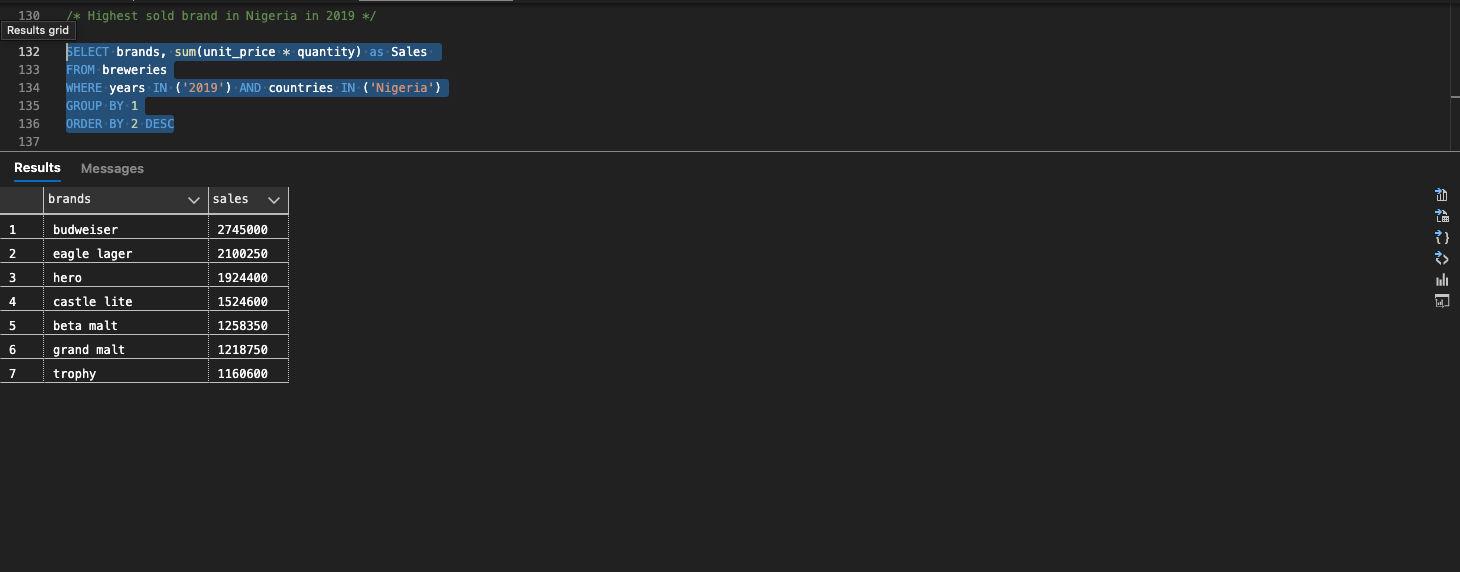 130 /* Highest sold brand in Nigeria in 2019 */
Results grid
132 SELECT brands, sum(unit_price * quantity) as Sales
133 FROM breweries
134 WHERE years IN ('2019') AND countries IN ('Nigeria')
135 GROUP BY 1
136 ORDER BY 2 DESC
137
Results Messages
brands sales
1 budweiser 2745000
2 eagle lager 2100250
3 hero 1924400
4 castle lite 1524600
5 beta malt 1258350
6 grand malt 1218750
7 trophy 1160600